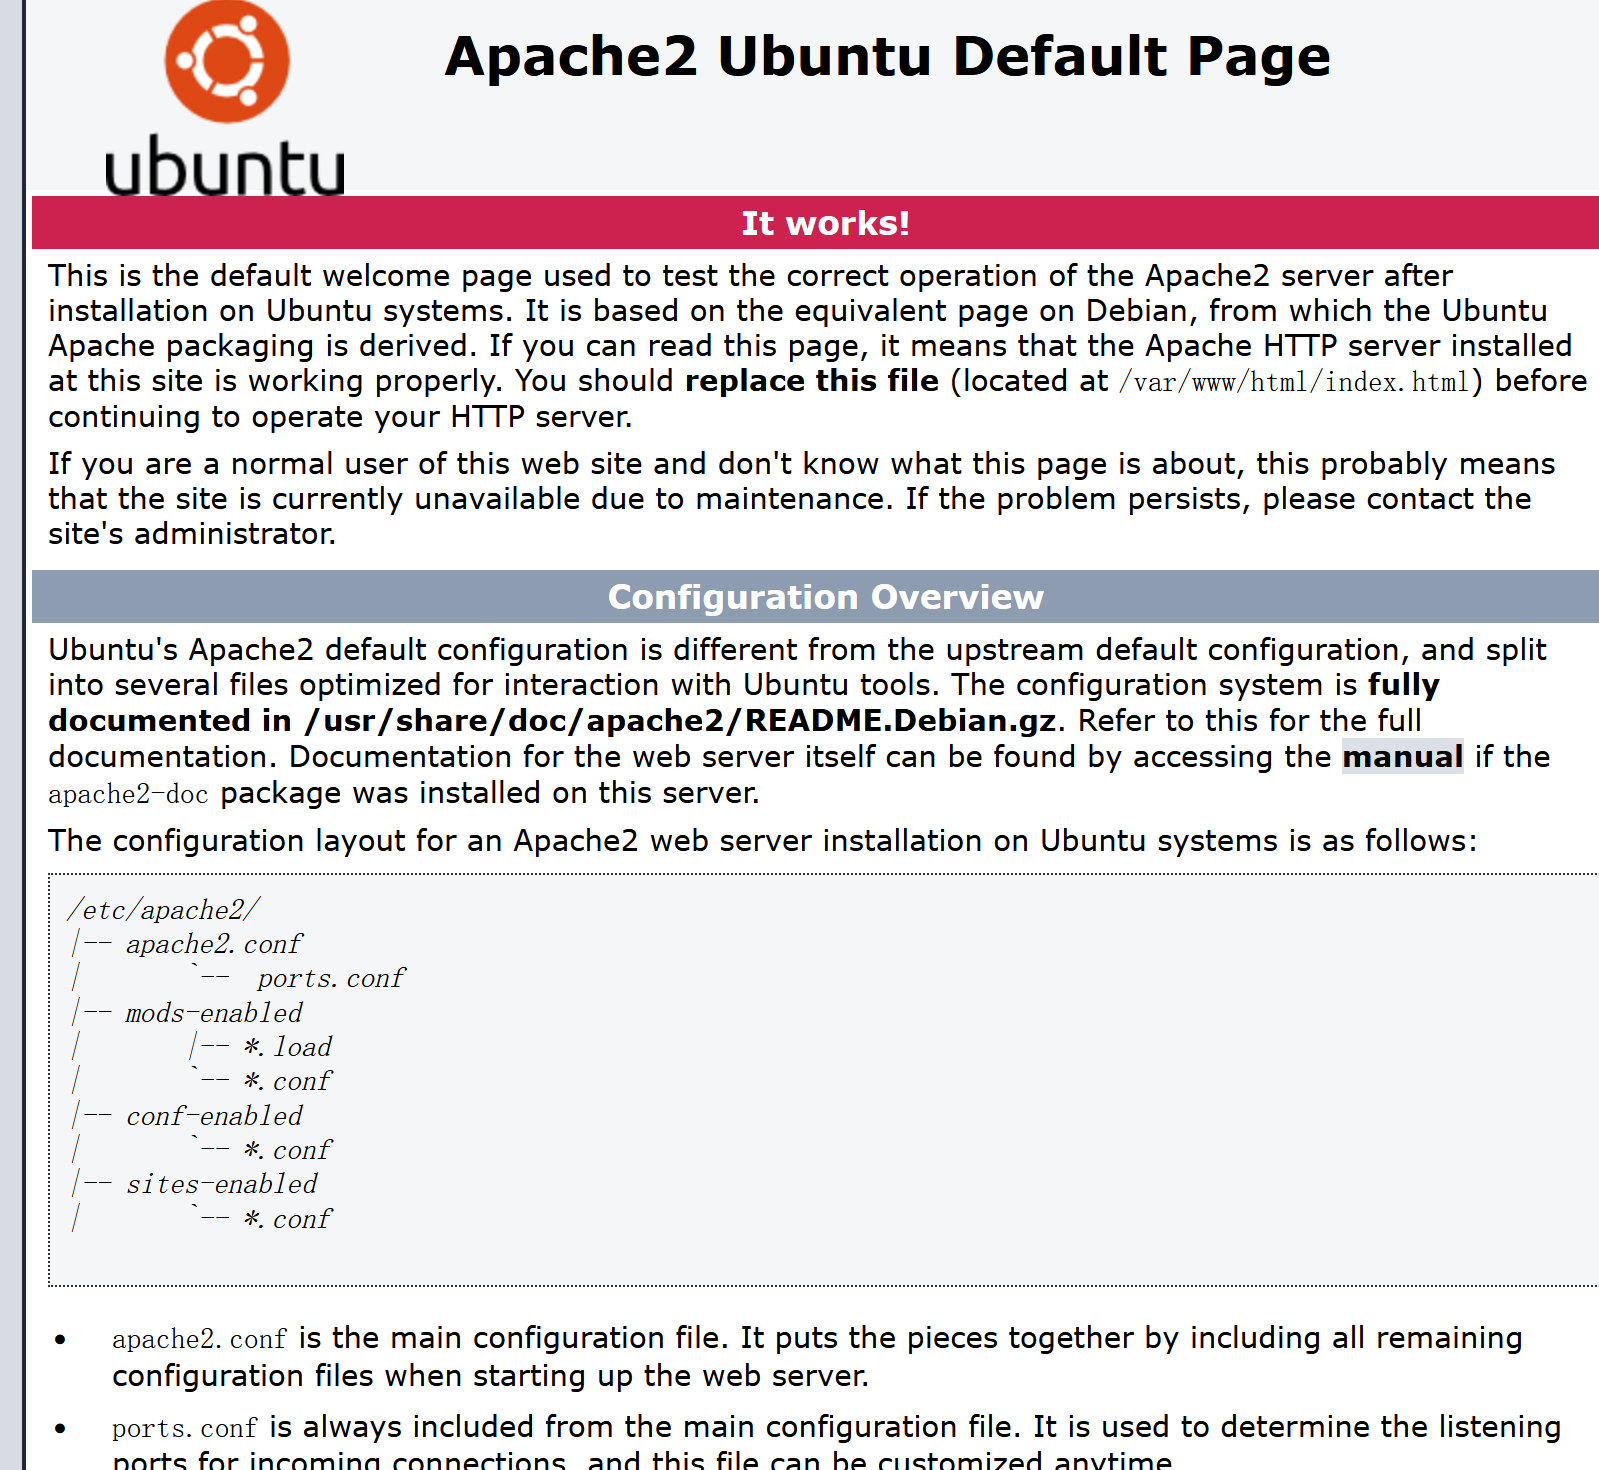 ubuntu
Apache2 Ubuntu Default Page
It works!
This is the default welcome page used to test the correct operation of the Apache2 server after
installation on Ubuntu systems. It is based on the equivalent page on Debian, from which the Ubuntu
Apache packaging is derived. If you can read this page, it means that the Apache HTTP server installed
at this site is working properly. You should replace this file (located at /var/www/html/index.html) before
continuing to operate your HTTP server.
If you are a normal user of this web site and don't know what this page is about, this probably means
that the site is currently unavailable due to maintenance. If the problem persists, please contact the
site's administrator.
Configuration Overview
Ubuntu's Apache2 default configuration is different from the upstream default configuration, and split
into several files optimized for interaction with Ubuntu tools. The configuration system is fully
documented in /usr/share/doc/apache2/README.Debian.gz. Refer to this for the full
documentation. Documentation for the web server itself can be found by accessing the manual if the
apache2-doc package was installed on this server.
The configuration layout for an Apache2 web server installation on Ubuntu systems is as follows:
/etc/apache2/
|-- apache2.conf
|       `--  ports.conf
|-- mods-enabled
|       |-- *.load
|       `-- *.conf
|-- conf-enabled
|       `-- *.conf
|-- sites-enabled
|       `-- *.conf
• apache2.conf is the main configuration file. It puts the pieces together by including all remaining
configuration files when starting up the web server.
• ports.conf is always included from the main configuration file. It is used to determine the listening
ports for incoming connections, and this file can be customized anytime